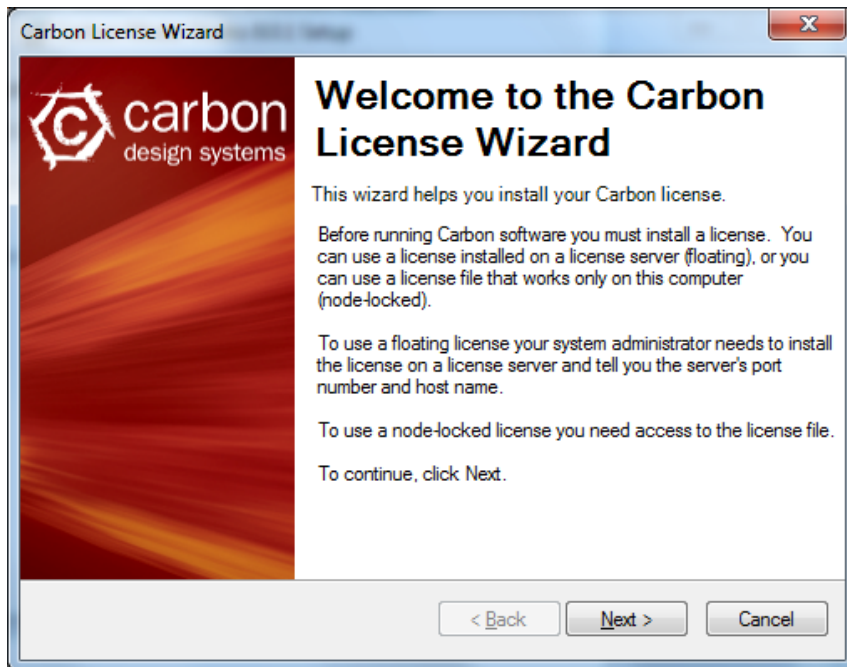 Carbon License Wizard
Setup
X
C carbon
design systems
Welcome to the Carbon
License Wizard
This wizard helps you install your Carbon license.
Before running Carbon software you must install a license. You
can use a license installed on a license server (floating), or you
can use a license file that works only on this computer
(node-locked).
To use a floating license your system administrator needs to install
the license on a license server and tell you the server's port
number and host name.
To use a node-locked license you need access to the license file.
To continue, click Next.
< Back
Next >
Cancel